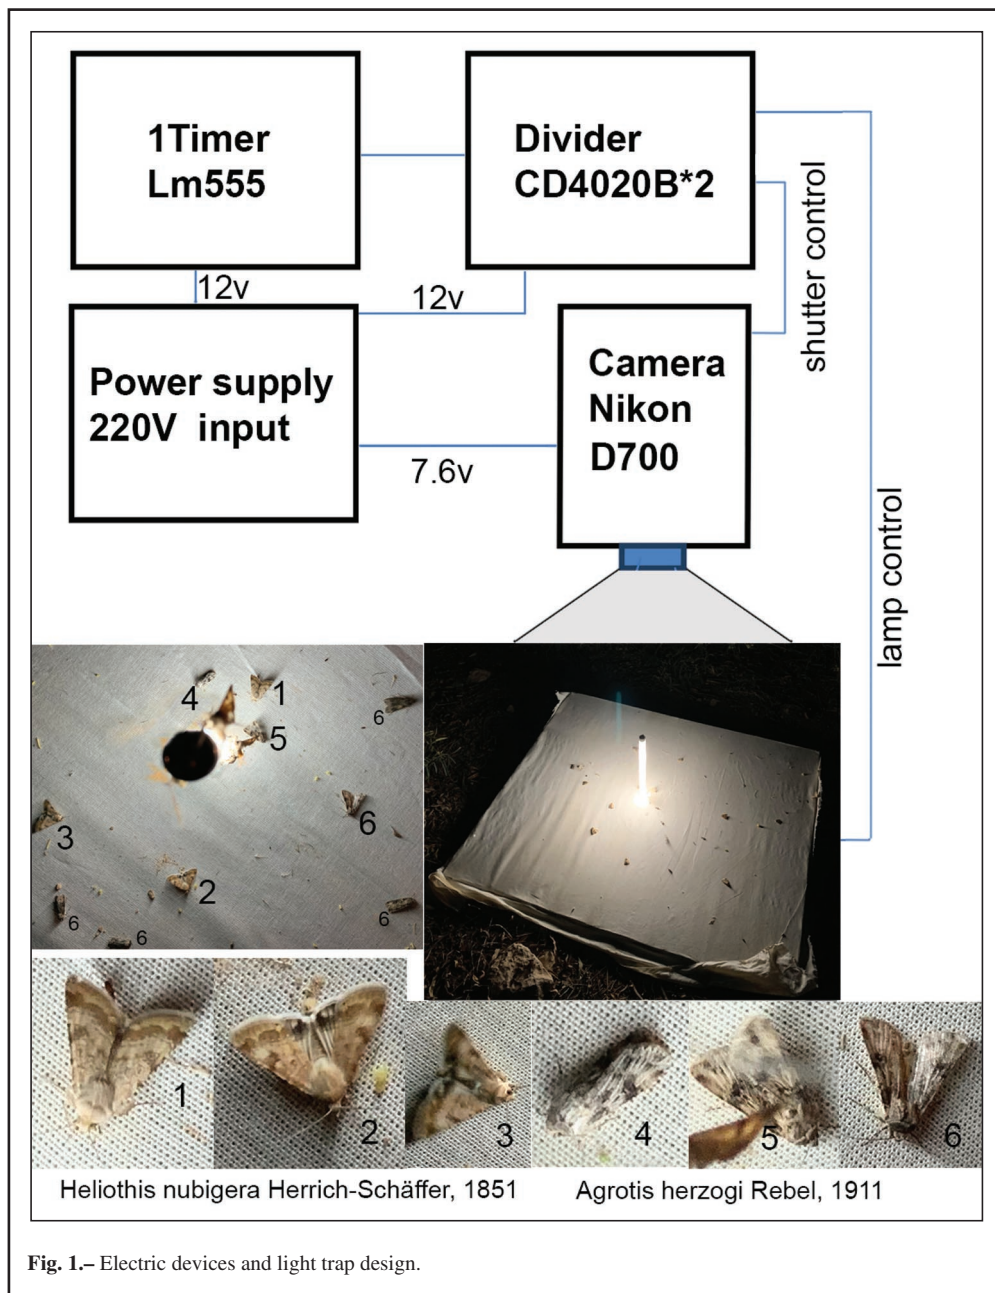 1Timer
Lm555
Divider
CD4020B*2
shutter control
12v
12v
Power supply
220V input
Camera
Nikon
D700
7.6v
lamp control
4
1
6
5
3
6
2
6
6
6
1
2
3
4
5
6
Heliothis nubigera Herrich-Schäffer, 1851
Agrotis herzogi Rebel, 1911
Fig. 1.– Electric devices and light trap design.